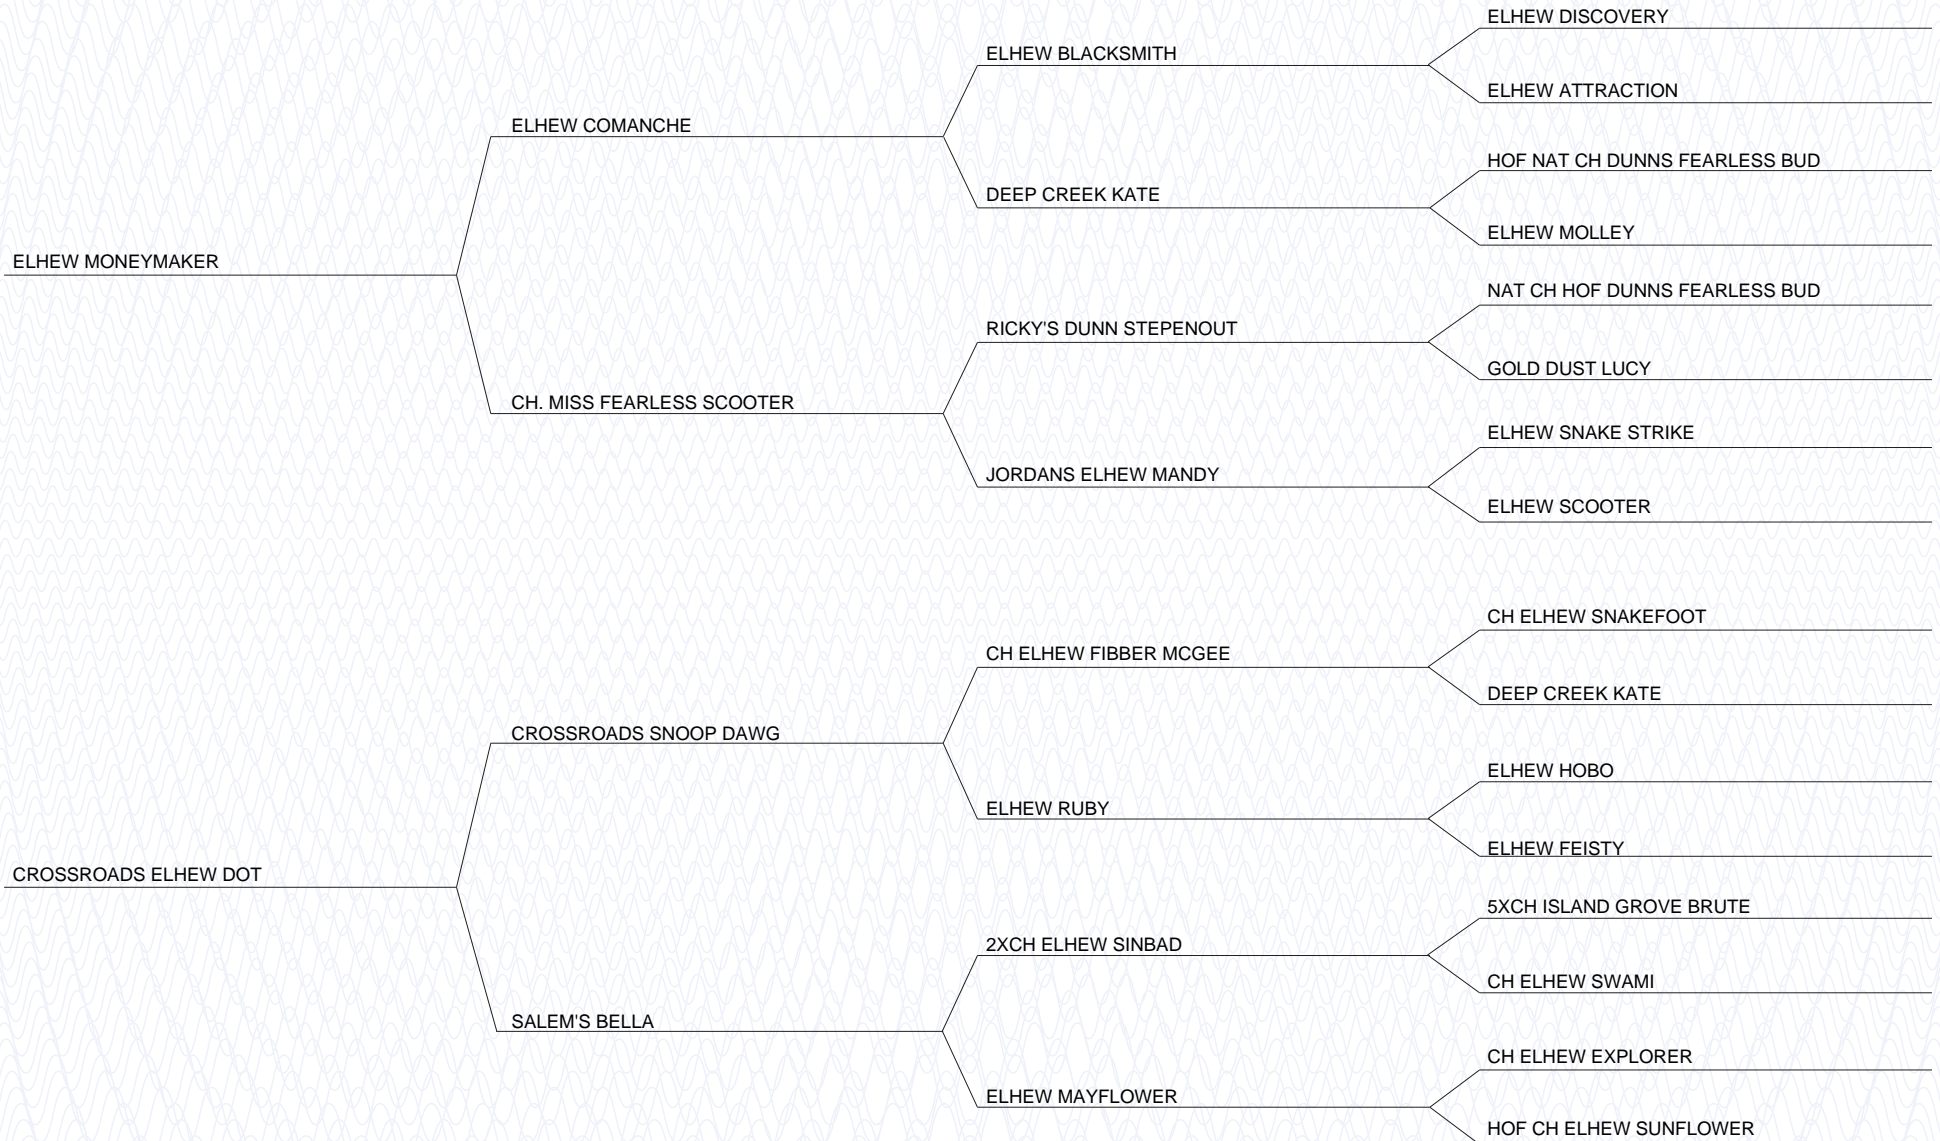 ELHEW DISCOVERY
ELHEW BLACKSMITH
ELHEW ATTRACTION
ELHEW COMANCHE
HOF NAT CH DUNNS FEARLESS BUD
DEEP CREEK KATE
ELHEW MOLLEY
ELHEW MONEYMAKER
NAT CH HOF DUNNS FEARLESS BUD
RICKY'S DUNN STEPENOUT
GOLD DUST LUCY
CH. MISS FEARLESS SCOOTER
ELHEW SNAKE STRIKE
JORDANS ELHEW MANDY
ELHEW SCOOTER
CH ELHEW SNAKEFOOT
CH ELHEW FIBBER MCGEE
DEEP CREEK KATE
CROSSROADS SNOOP DAWG
ELHEW HOBO
ELHEW RUBY
ELHEW FEISTY
CROSSROADS ELHEW DOT
5XCH ISLAND GROVE BRUTE
2XCH ELHEW SINBAD
CH ELHEW SWAMI
SALEM'S BELLA
CH ELHEW EXPLORER
ELHEW MAYFLOWER
HOF CH ELHEW SUNFLOWER